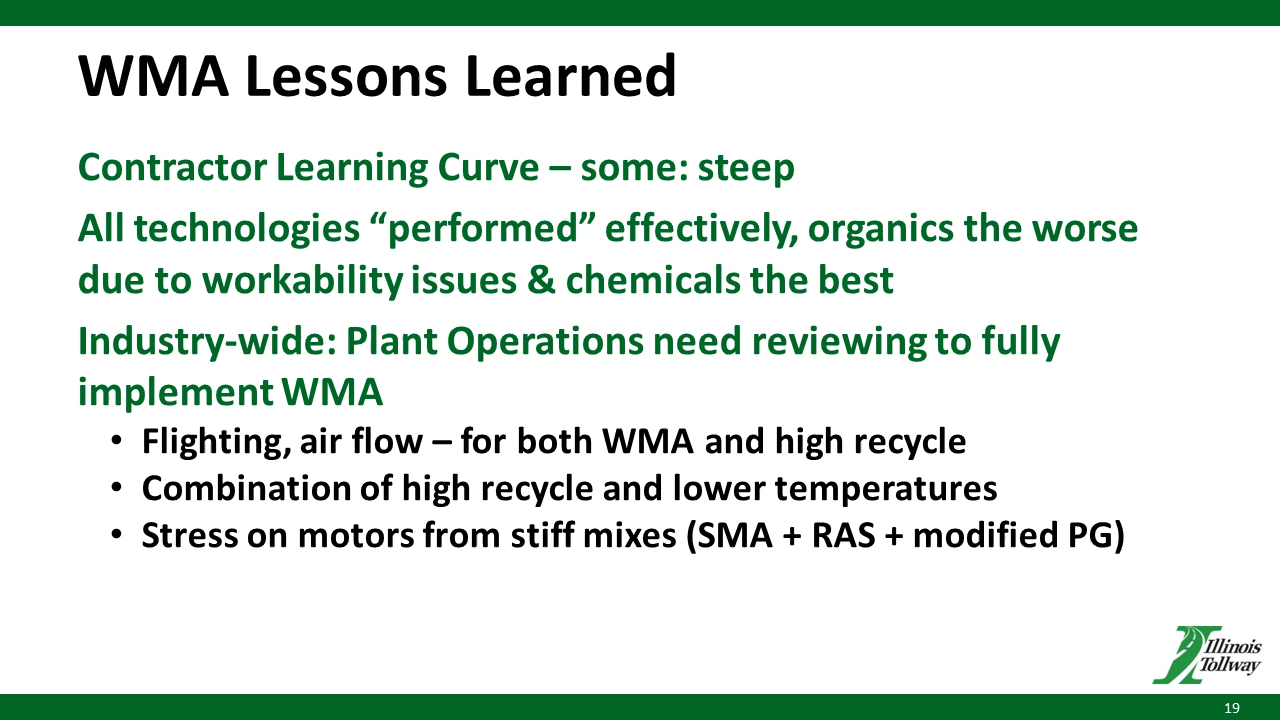 WMA Lessons Learned
Contractor Learning Curve – some: steep
All technologies “performed” effectively, organics the worse
due to workability issues & chemicals the best
Industry-wide: Plant Operations need reviewing to fully
implement WMA
• Flighting, air flow – for both WMA and high recycle
• Combination of high recycle and lower temperatures
• Stress on motors from stiff mixes (SMA + RAS + modified PG)
Illinois
Tollway
19